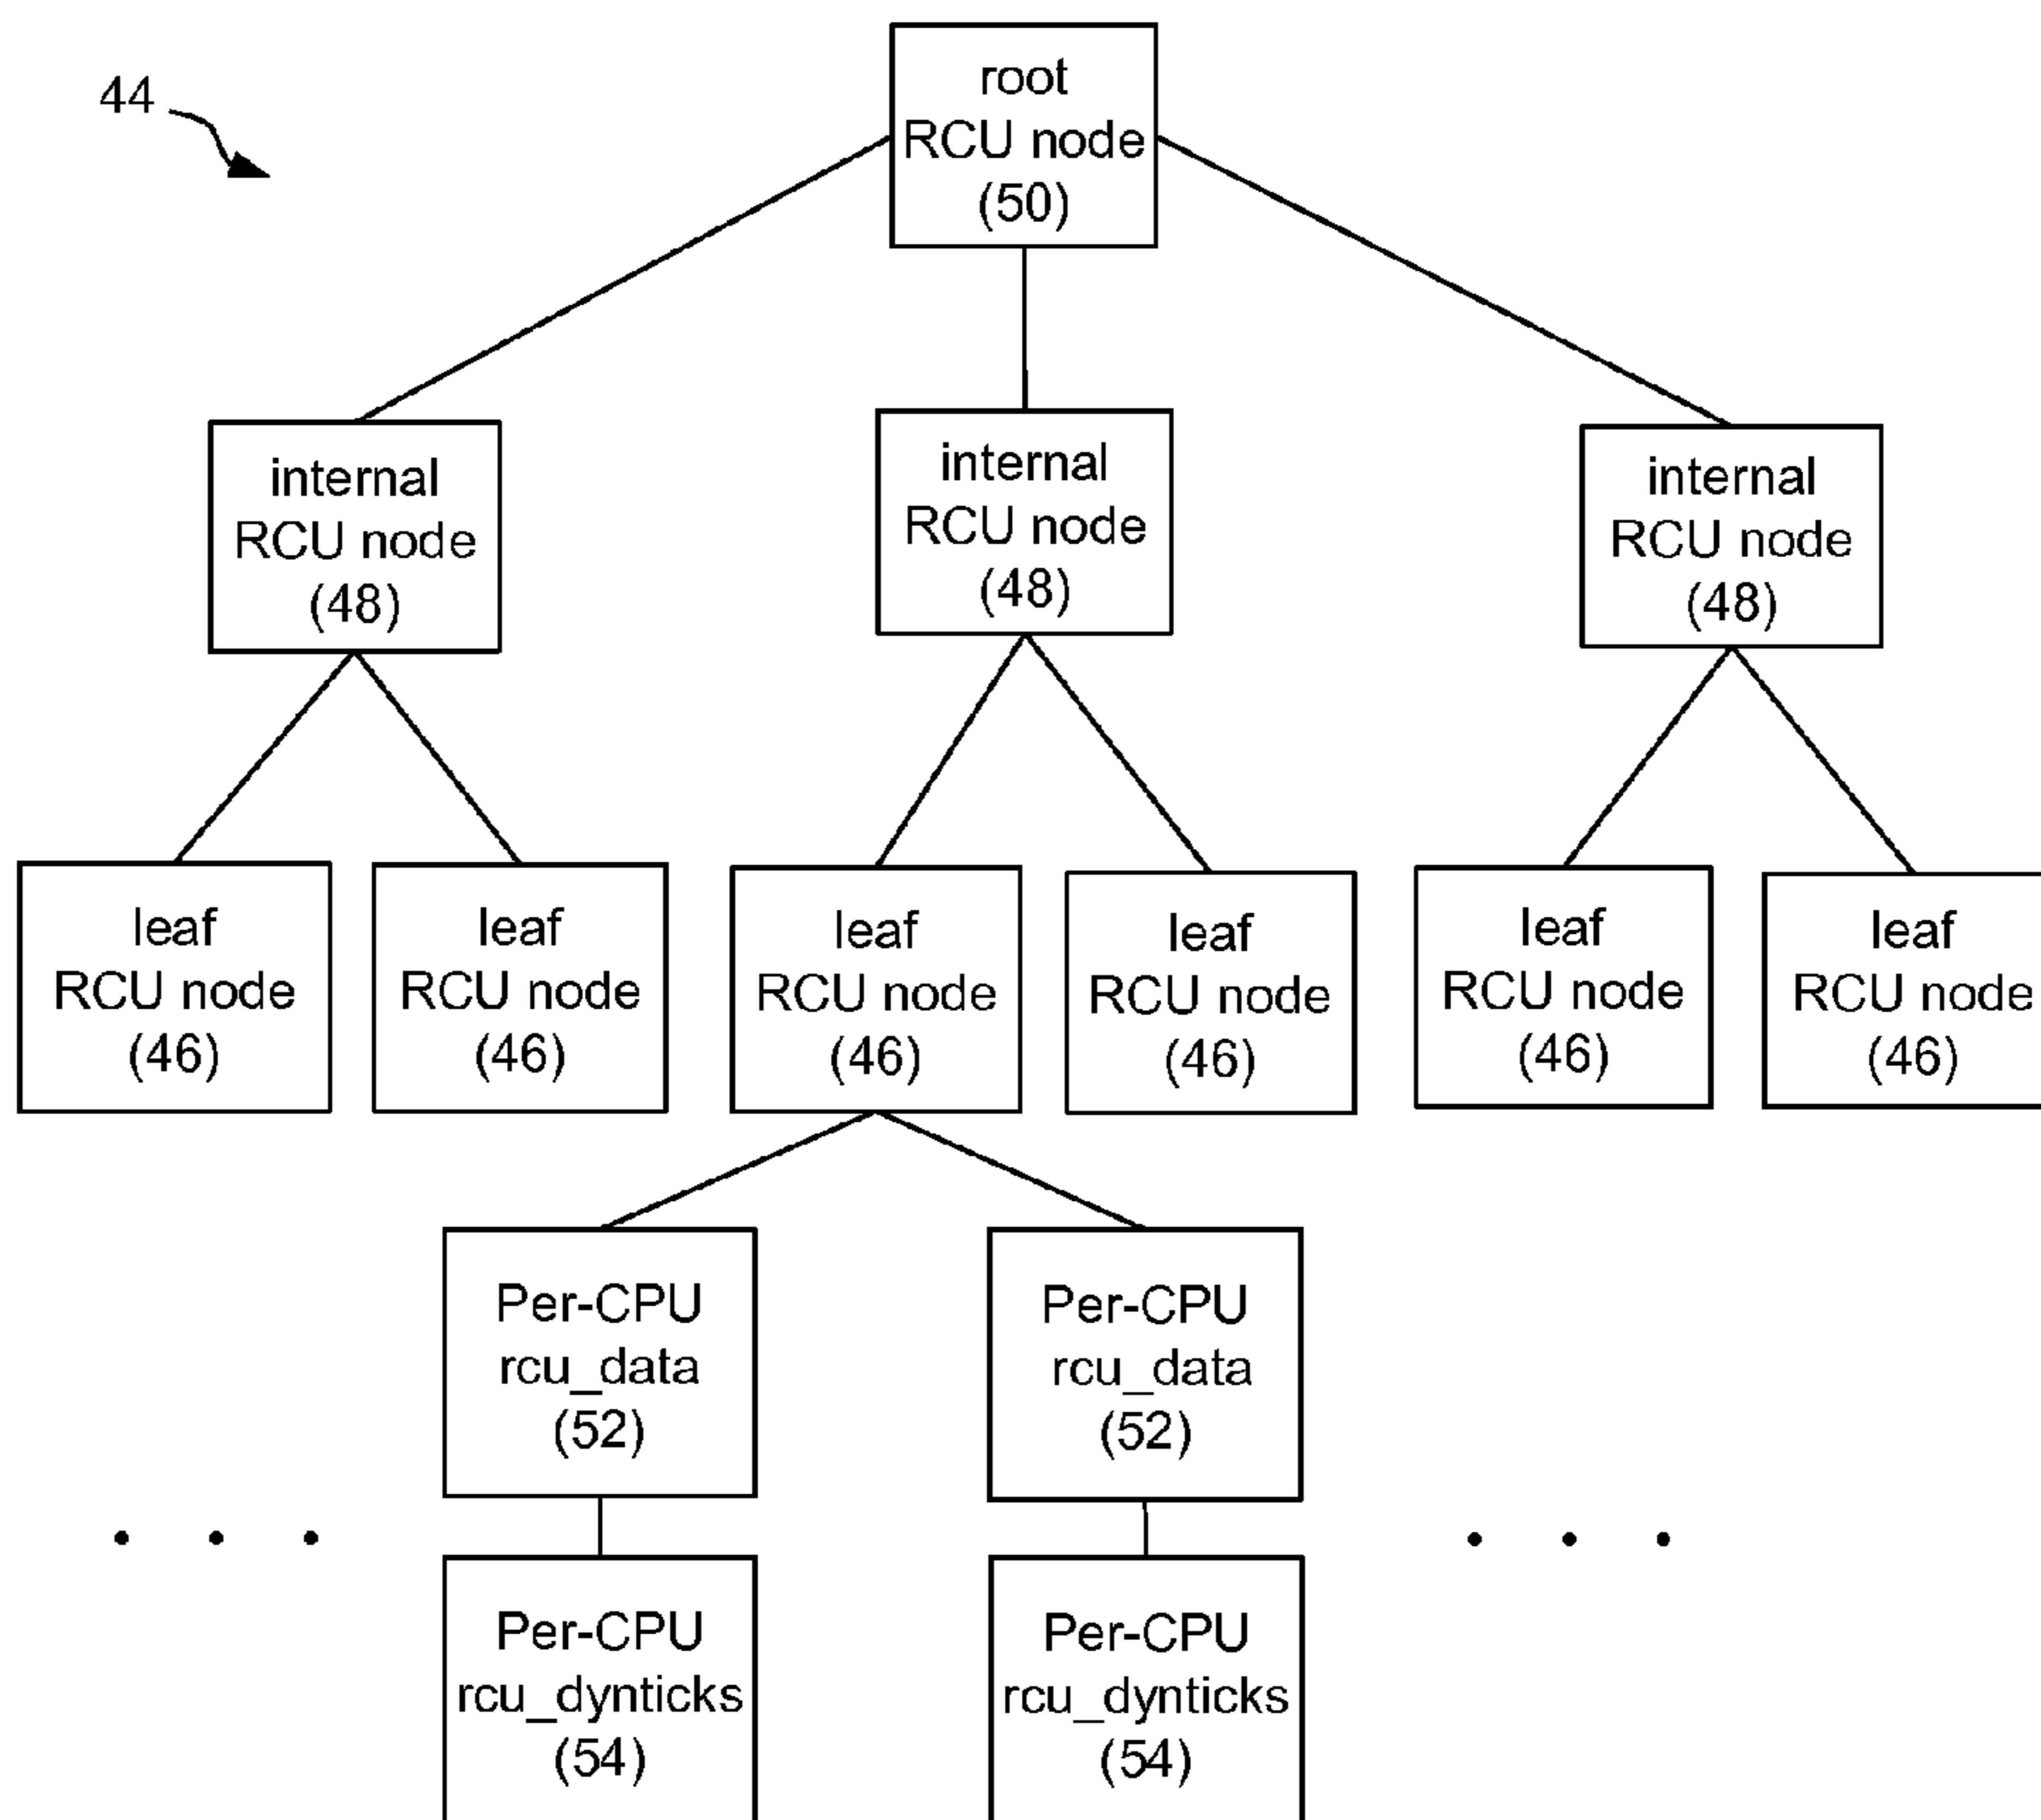 44
root
RCU node
(50)
internal
RCU node
(48)
internal
RCU node
(48)
internal
RCU node
(48)
leaf
RCU node
(46)
leaf
RCU node
(46)
leaf
RCU node
(46)
leaf
RCU node
(46)
leaf
RCU node
(46)
leaf
RCU node
(46)
Per-CPU
rcu_data
(52)
Per-CPU
rcu_data
(52)
. . .
. . .
Per-CPU
rcu_dynticks
(54)
Per-CPU
rcu_dynticks
(54)